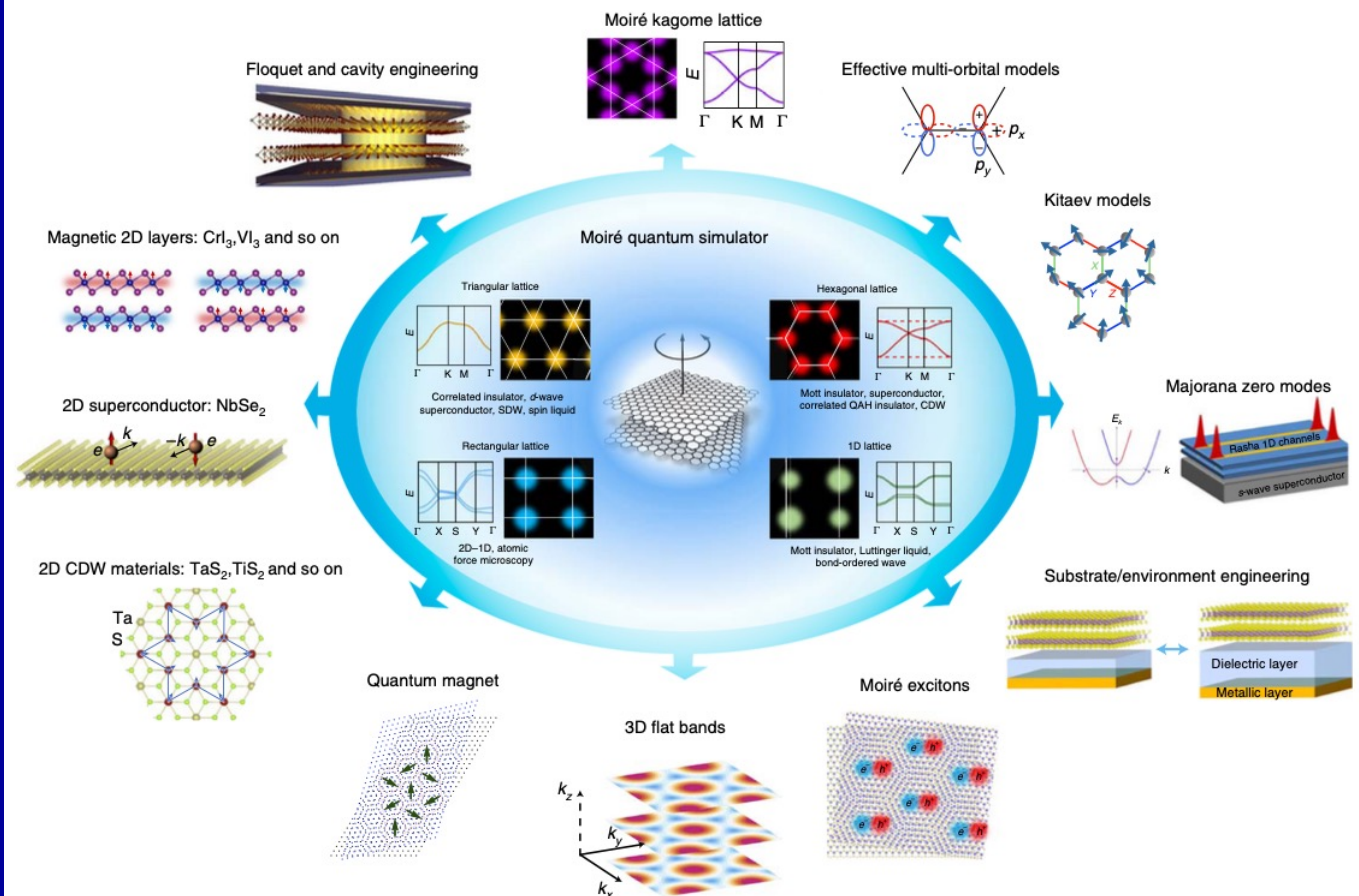 Moiré kagome lattice
E
Γ K M Γ
Floquet and cavity engineering
Effective multi-orbital models
+
− + pₓ
−
p_y
Kitaev models
X
Y Z
Magnetic 2D layers: CrI₃,VI₃ and so on
Moiré quantum simulator
Triangular lattice
E
Γ K M Γ
Correlated insulator, d-wave
superconductor, SDW, spin liquid
Hexagonal lattice
E
Γ K M Γ
Mott insulator, superconductor,
correlated QAH insulator, CDW
Rectangular lattice
E
Γ X S Y Γ
2D–1D, atomic
force microscopy
1D lattice
E
Γ X S Y Γ
Mott insulator, Luttinger liquid,
bond-ordered wave
2D superconductor: NbSe₂
k −k e
e
Majorana zero modes
Eₖ
k
Rasha 1D channels
s-wave superconductor
2D CDW materials: TaS₂,TiS₂ and so on
Ta
S
Substrate/environment engineering
Dielectric layer
Metallic layer
Quantum magnet
3D flat bands
k_z
k_y
kₓ
Moiré excitons
e⁻ h⁺
e⁻ h⁺
e⁻ h⁺
e⁻ h⁺
e⁻ h⁺
e⁻ h⁺